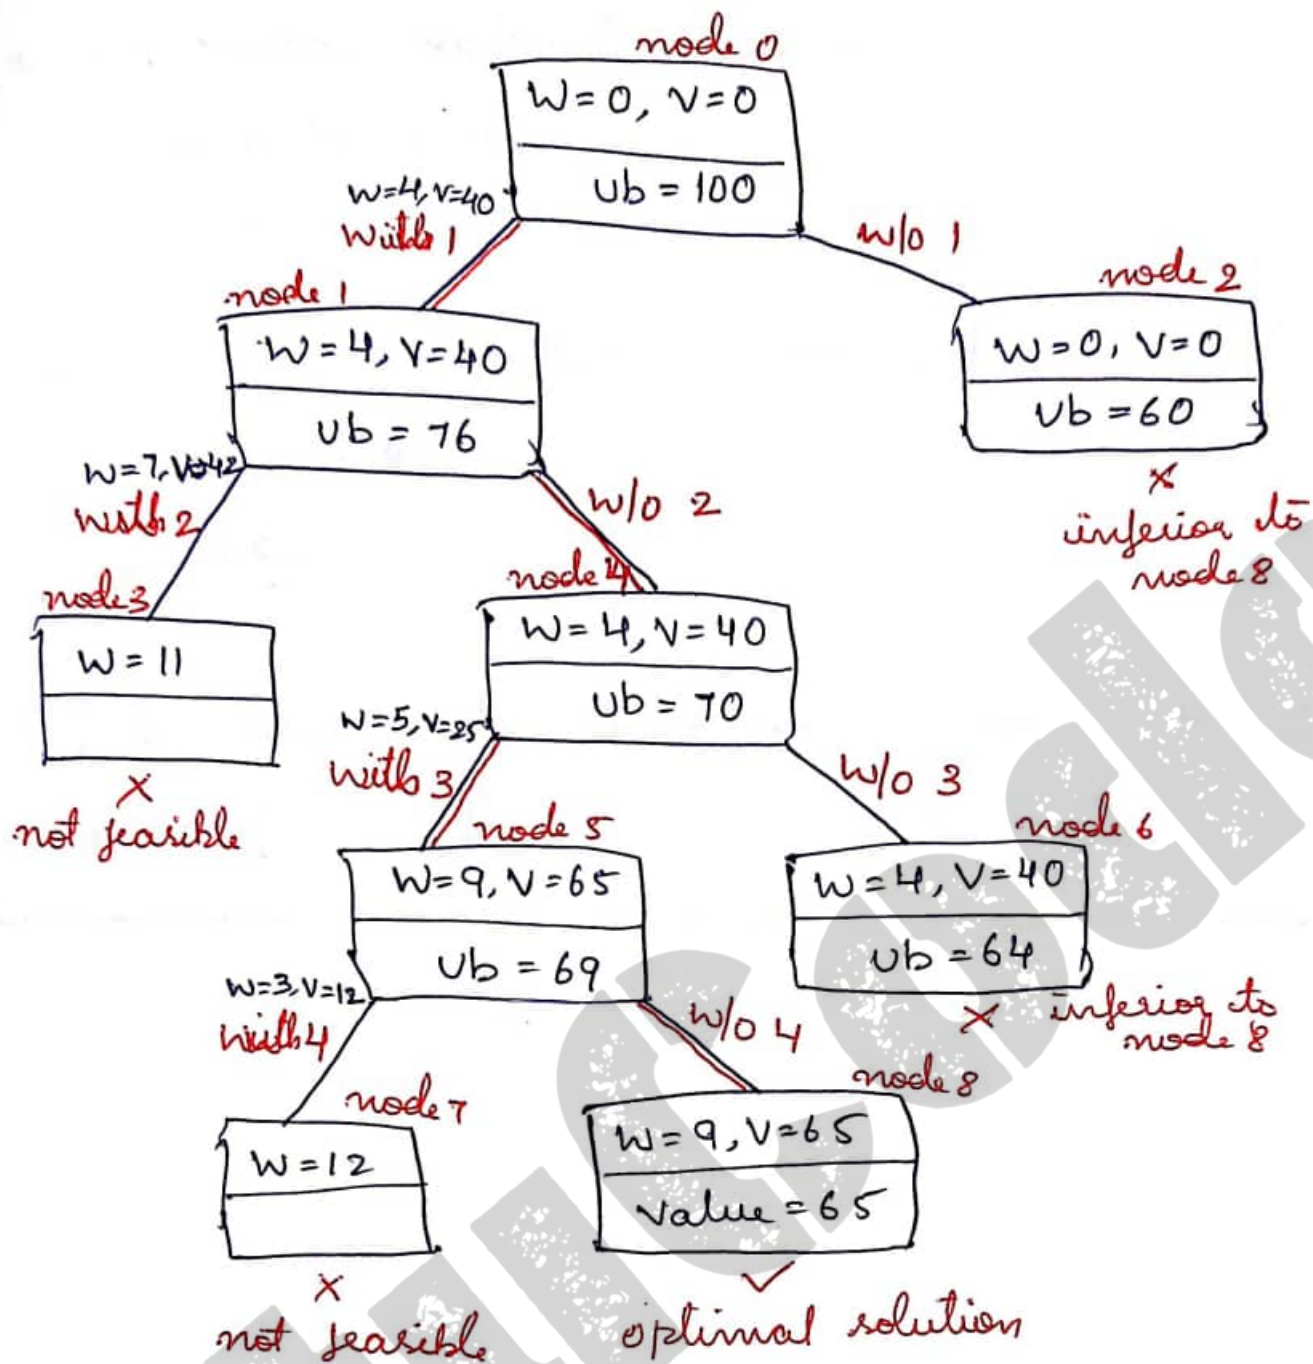 node 0
W=0, V=0
Ub = 100
W=4, V=40
with 1
w/o 1
node 1
W=4, V=40
Ub = 76
node 2
W=0, V=0
Ub = 60
×
inferior to
node 8
W=7, V=42
with 2
w/o 2
node 3
W=11
×
not feasible
node 4
W=4, V=40
Ub = 70
W=5, V=25
with 3
w/o 3
node 5
W=9, V=65
Ub = 69
node 6
W=4, V=40
Ub = 64
× inferior to
node 8
W=3, V=12
with 4
w/o 4
node 7
W=12
×
not feasible
node 8
W=9, V=65
Value = 65
✓
optimal solution